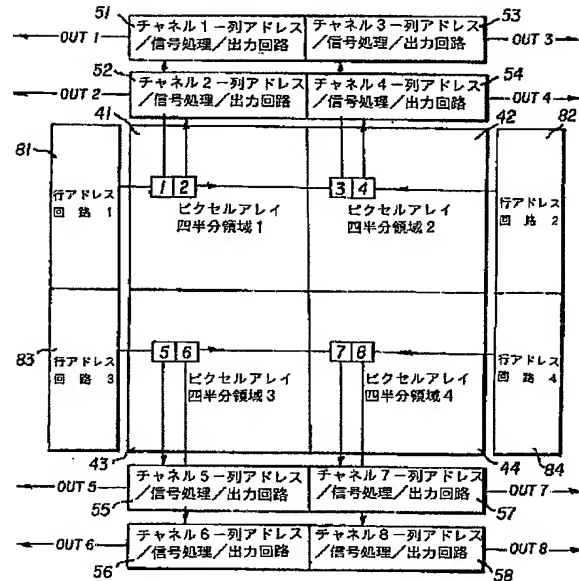 51
チャネル1-列アドレス
/信号処理/出力回路
チャネル3-列アドレス
/信号処理/出力回路
53
OUT 1
OUT 3
52
チャネル2-列アドレス
/信号処理/出力回路
チャネル4-列アドレス
/信号処理/出力回路
54
OUT 2
OUT 4
41
42
81
82
行アドレス
回路 1
1 2
3 4
行アドレス
回路 2
ピクセルアレイ
四半分領域1
ピクセルアレイ
四半分領域2
83
行アドレス
回路 3
5 6
7 8
行アドレス
回路 4
ピクセルアレイ
四半分領域3
ピクセルアレイ
四半分領域4
43
44
84
OUT 5
チャネル5-列アドレス
/信号処理/出力回路
チャネル7-列アドレス
/信号処理/出力回路
OUT 7
55
57
OUT 6
チャネル6-列アドレス
/信号処理/出力回路
チャネル8-列アドレス
/信号処理/出力回路
OUT 8
56
58